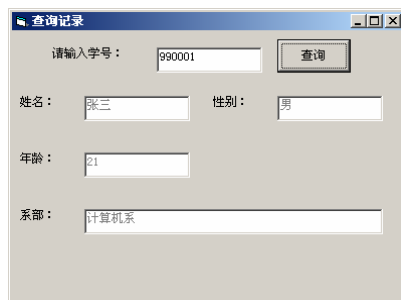 查询记录
请输入学号： 990001 查询
姓名： 张三 性别： 男
年龄： 21
系部： 计算机系